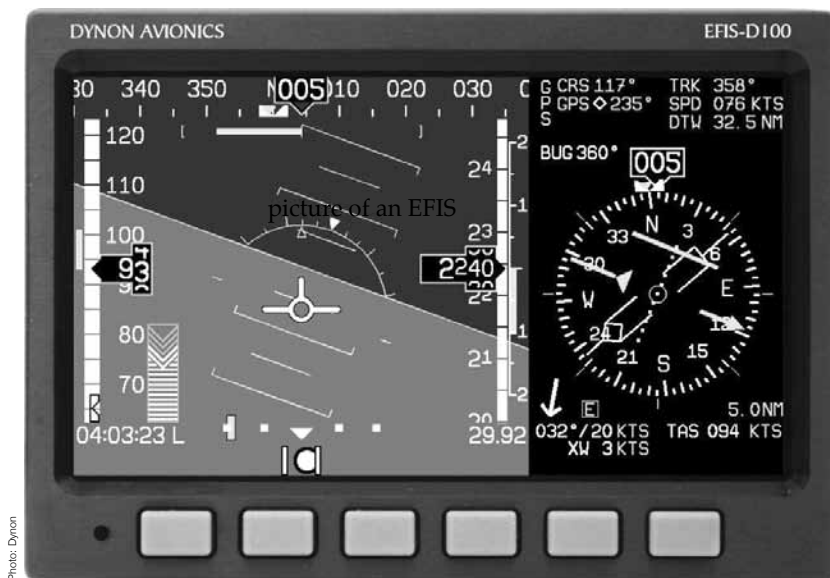 DYNON AVIONICS EFIS-D100
30 340 350 N 005 010 020 030
120
110
100
93
90
80
70
24
23
2240
22
21
20
04:03:23 L
29.92
picture of an EFIS
G CRS 117° TRK 358°
P GPS ◇ 235° SPD 076 KTS
S DTW 32.5 NM
BUG 360°
005
N 3 6 E 12 15 S 21 24 W 30 33
E 5.0NM
032°/20 KTS TAS 094 KTS
XW 3 KTS
Photo: Dynon